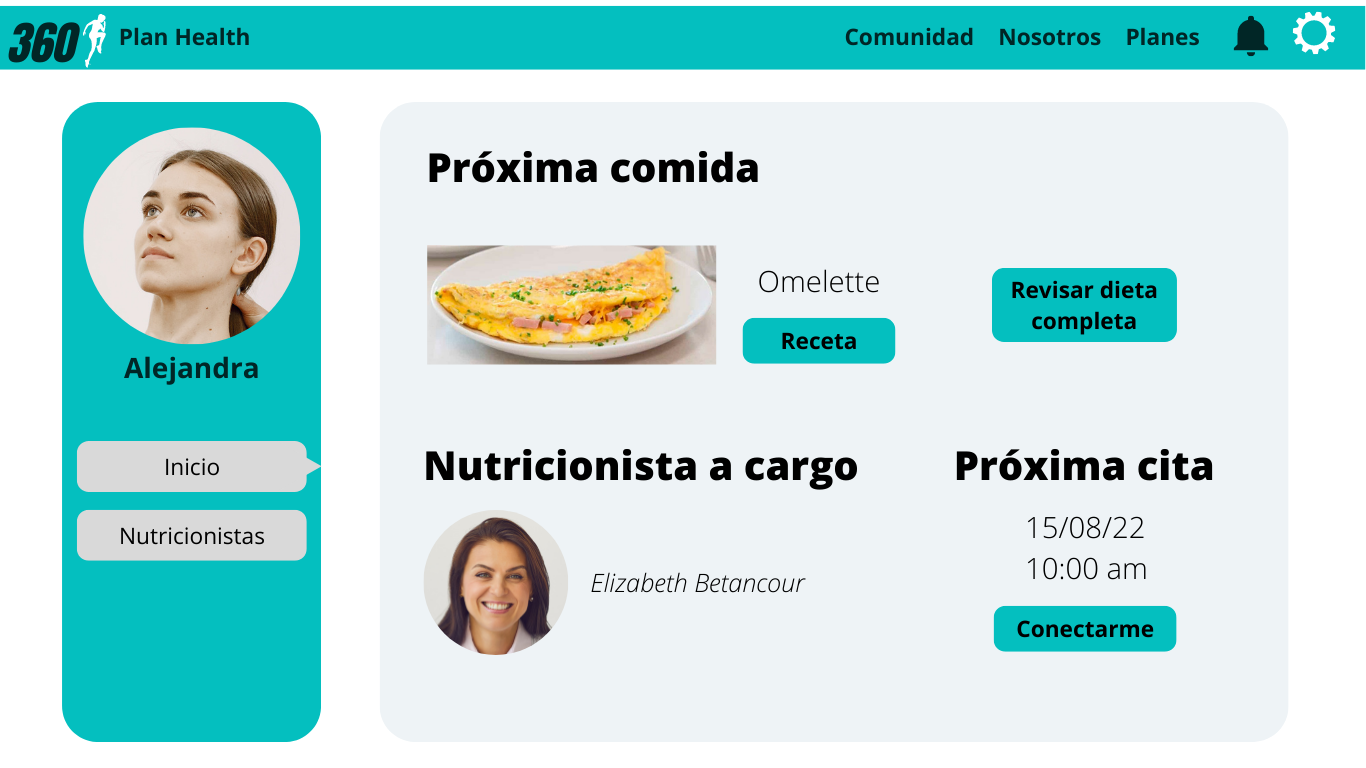 360 Plan Health
Comunidad Nosotros Planes
Alejandra
Inicio
Nutricionistas
Próxima comida
Omelette
Receta
Revisar dieta
completa
Nutricionista a cargo
Elizabeth Betancour
Próxima cita
15/08/22
10:00 am
Conectarme